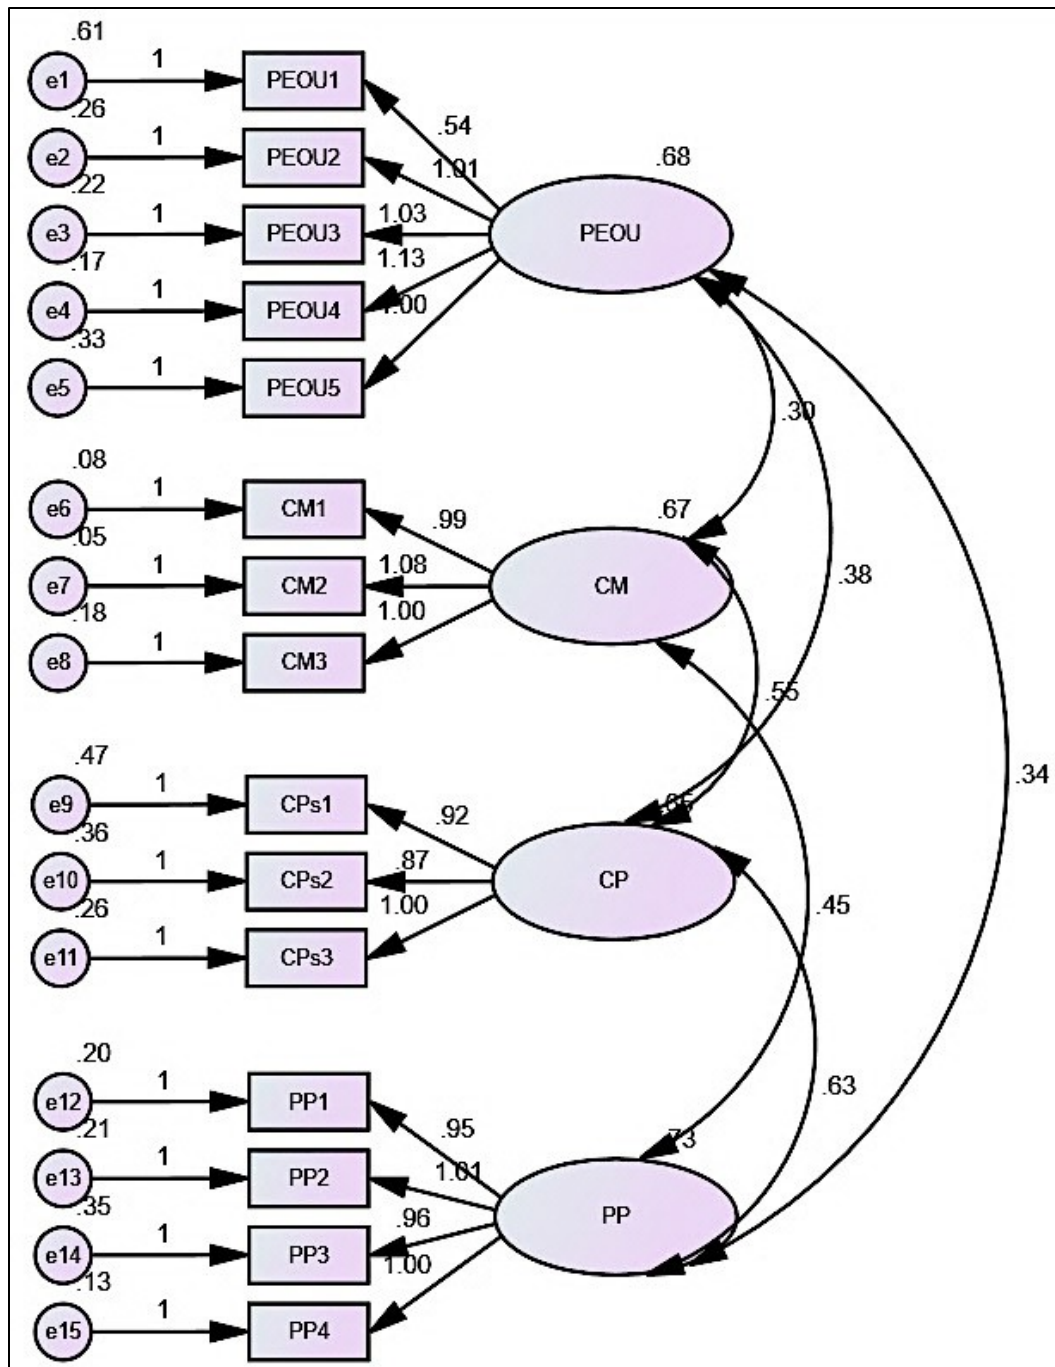 .61
e1 1 PEOU1
.54
.26
e2 1 PEOU2
1.01
.68
.22
e3 1 PEOU3
1.03
PEOU
.17
1.13
e4 1 PEOU4
1.00
.33
e5 1 PEOU5
.30
.08
e6 1 CM1
.99
.67
.05
e7 1 CM2
1.08
CM
.38
.18
1.00
e8 1 CM3
.55
.47
.34
e9 1 CPs1
.92
.36
.87
e10 1 CPs2
CP
.26
1.00
.45
e11 1 CPs3
.20
.63
e12 1 PP1
.95
.73
.21
e13 1 PP2
1.01
.35
.96
PP
e14 1 PP3
1.00
.13
e15 1 PP4